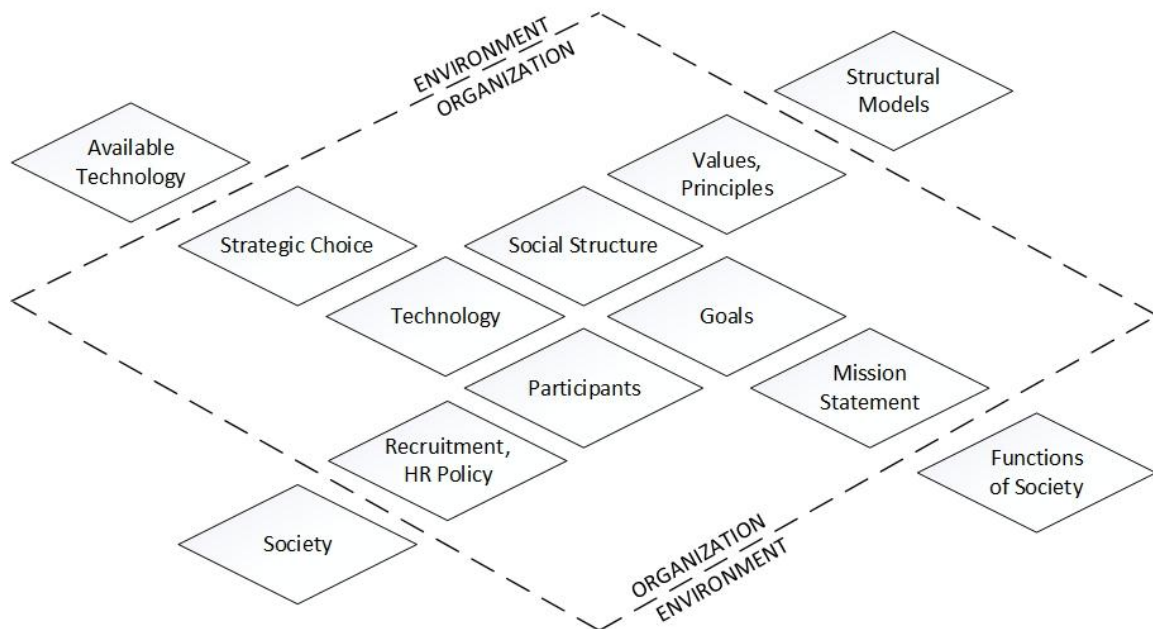 ENVIRONMENT
ORGANIZATION
Structural
Models
Available
Technology
Values,
Principles
Strategic Choice
Social Structure
Technology
Goals
Participants
Mission
Statement
Recruitment,
HR Policy
Functions
of Society
Society
ORGANIZATION
ENVIRONMENT